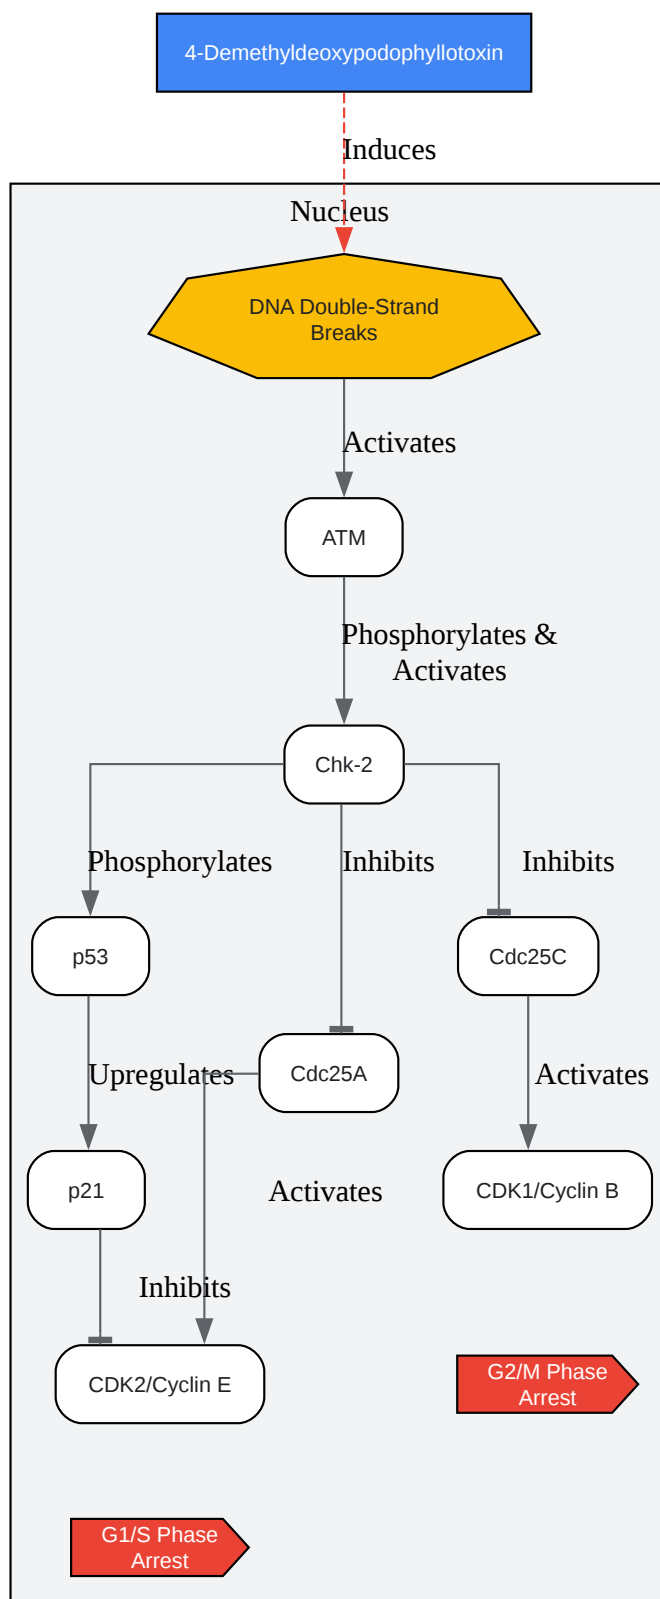 4-Demethyldeoxypodophyllotoxin
Induces
Nucleus
DNA Double-Strand
Breaks
Activates
ATM
Phosphorylates &
Activates
Chk-2
Phosphorylates
Inhibits
Inhibits
p53
Cdc25C
Upregulates
Cdc25A
Activates
p21
Activates
CDK1/Cyclin B
Inhibits
CDK2/Cyclin E
G2/M Phase
Arrest
G1/S Phase
Arrest